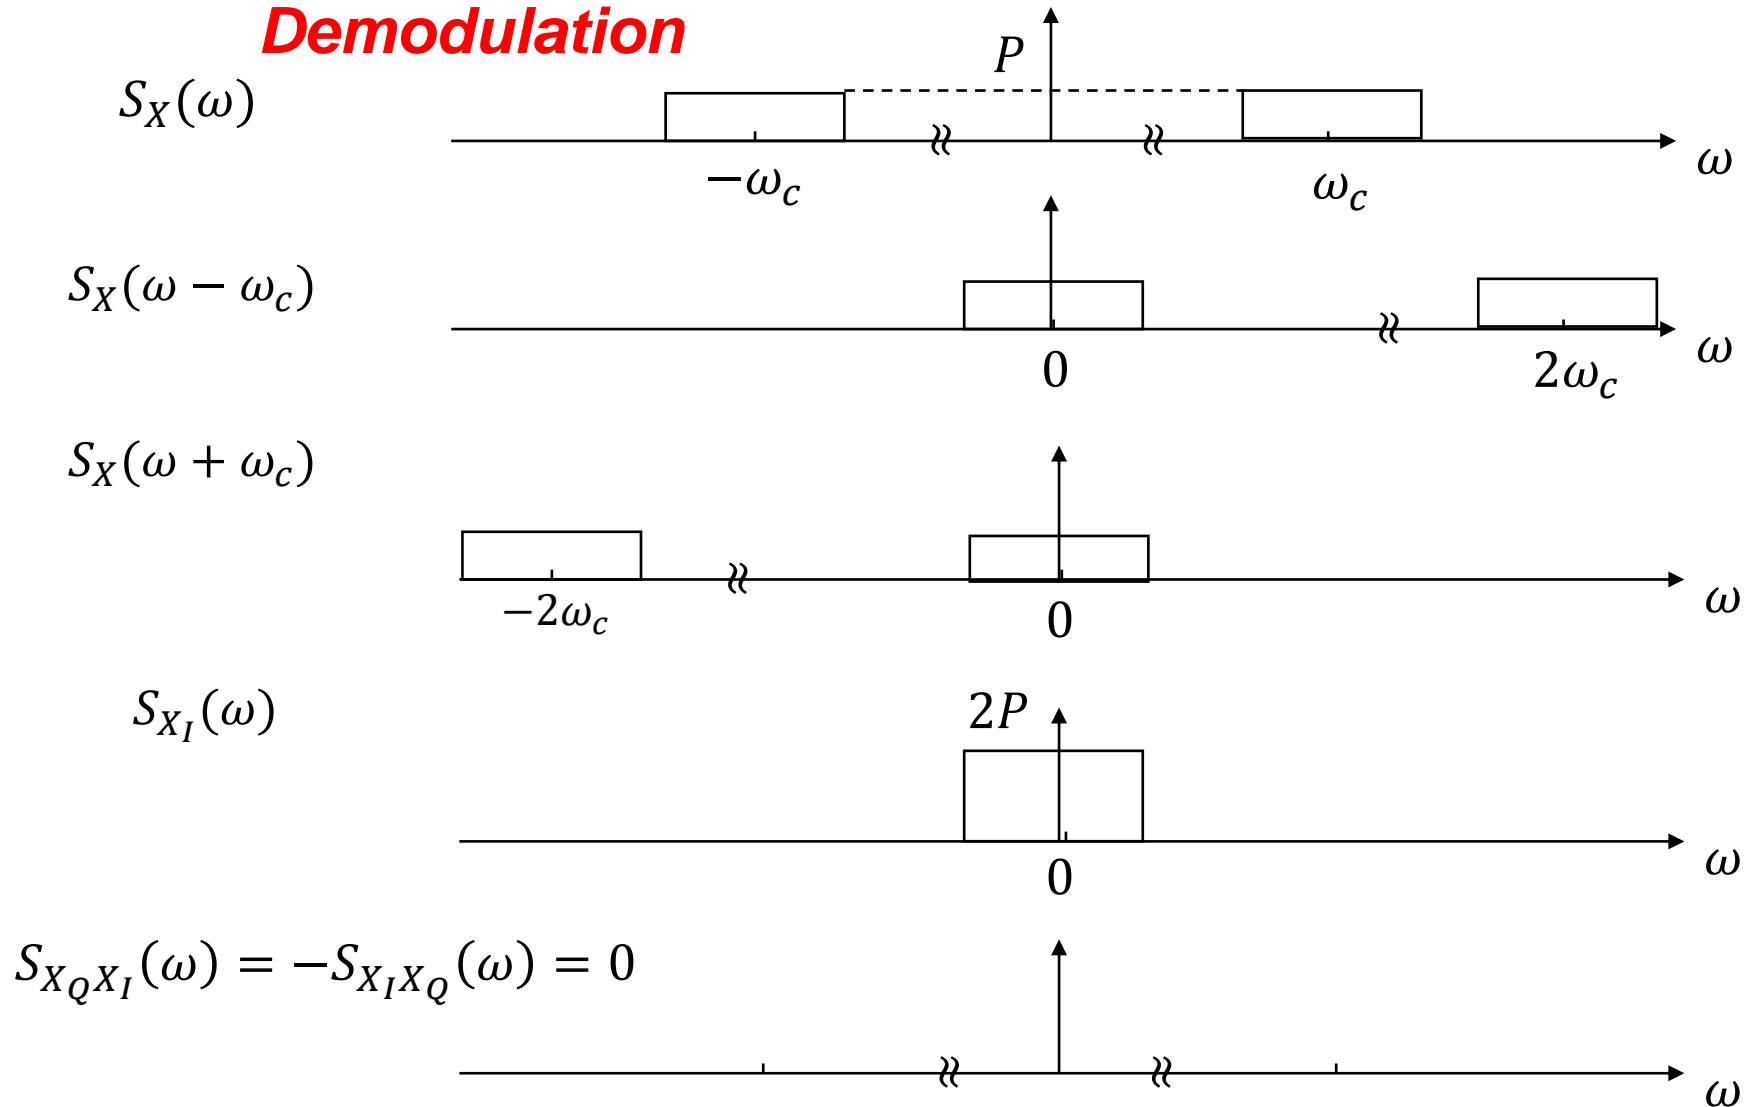 Demodulation
P
S_X(ω)
ω
−ω_c
ω_c
S_X(ω − ω_c)
ω
0
2ω_c
S_X(ω + ω_c)
ω
−2ω_c
0
S_{X_I}(ω)
2P
ω
0
S_{X_Q X_I}(ω) = −S_{X_I X_Q}(ω) = 0
ω